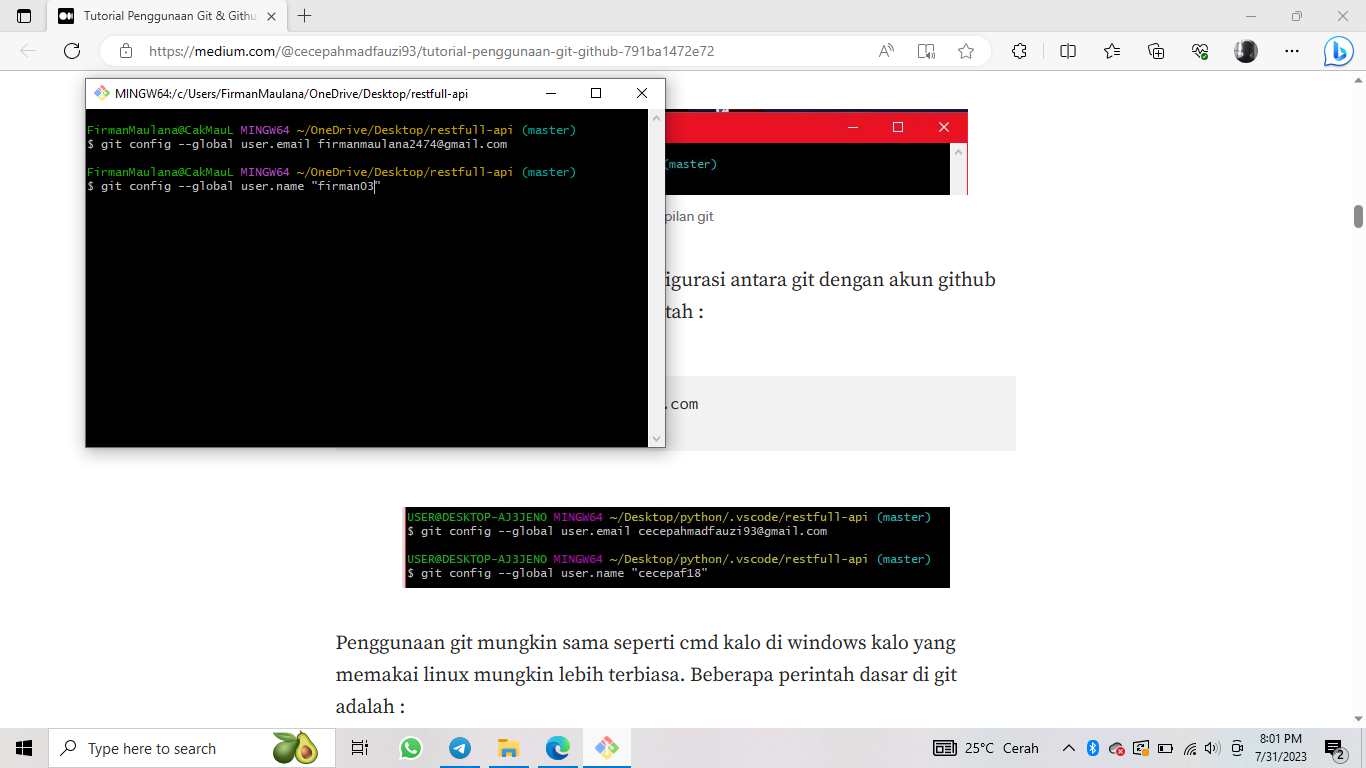 Tutorial Penggunaan Git & Githu
https://medium.com/@cecepahmadfauzi93/tutorial-penggunaan-git-github-791ba1472e72
MINGW64:/c/Users/FirmanMaulana/OneDrive/Desktop/restfull-api
FirmanMaulana@CakMauL MINGW64 ~/OneDrive/Desktop/restfull-api (master)
$ git config --global user.email firmanmaulana2474@gmail.com
FirmanMaulana@CakMauL MINGW64 ~/OneDrive/Desktop/restfull-api (master)
$ git config --global user.name "firman03"
(master)
pilan git
igurasi antara git dengan akun github
tah :
.com
USER@DESKTOP-AJ3JENO MINGW64 ~/Desktop/python/.vscode/restfull-api (master)
$ git config --global user.email cecepahmadfauzi93@gmail.com
USER@DESKTOP-AJ3JENO MINGW64 ~/Desktop/python/.vscode/restfull-api (master)
$ git config --global user.name "cecepaf18"
Penggunaan git mungkin sama seperti cmd kalo di windows kalo yang
memakai linux mungkin lebih terbiasa. Beberapa perintah dasar di git
adalah :
Type here to search
25°C Cerah
8:01 PM
7/31/2023
2